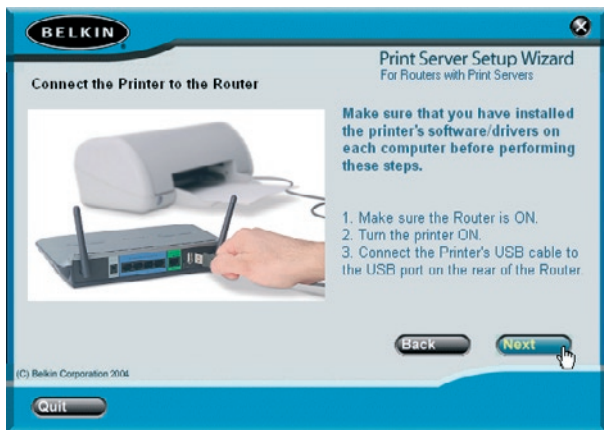 BELKIN
Print Server Setup Wizard
For Routers with Print Servers
Connect the Printer to the Router
Make sure that you have installed
the printer's software/drivers on
each computer before performing
these steps.
1. Make sure the Router is ON.
2. Turn the printer ON.
3. Connect the Printer's USB cable to
the USB port on the rear of the Router.
Back
Next
(C) Belkin Corporation 2004
Quit